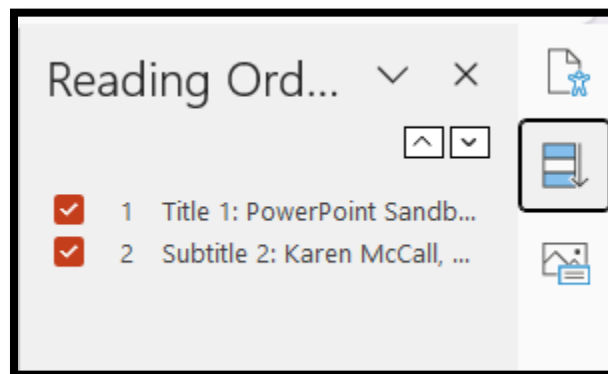 Reading Ord...
1 Title 1: PowerPoint Sandb...
2 Subtitle 2: Karen McCall, ...